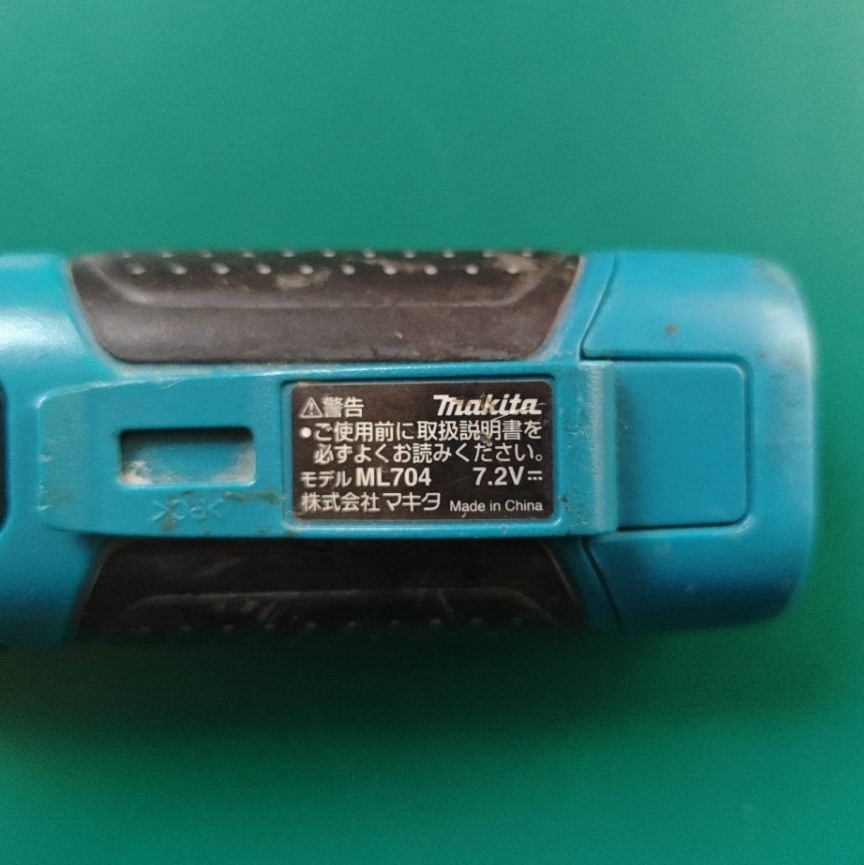 ⚠警告 makita
●ご使用前に取扱説明書を
必ずよくお読みください。
モデル ML704 7.2V⎓
株式会社マキタ Made in China
>PC<